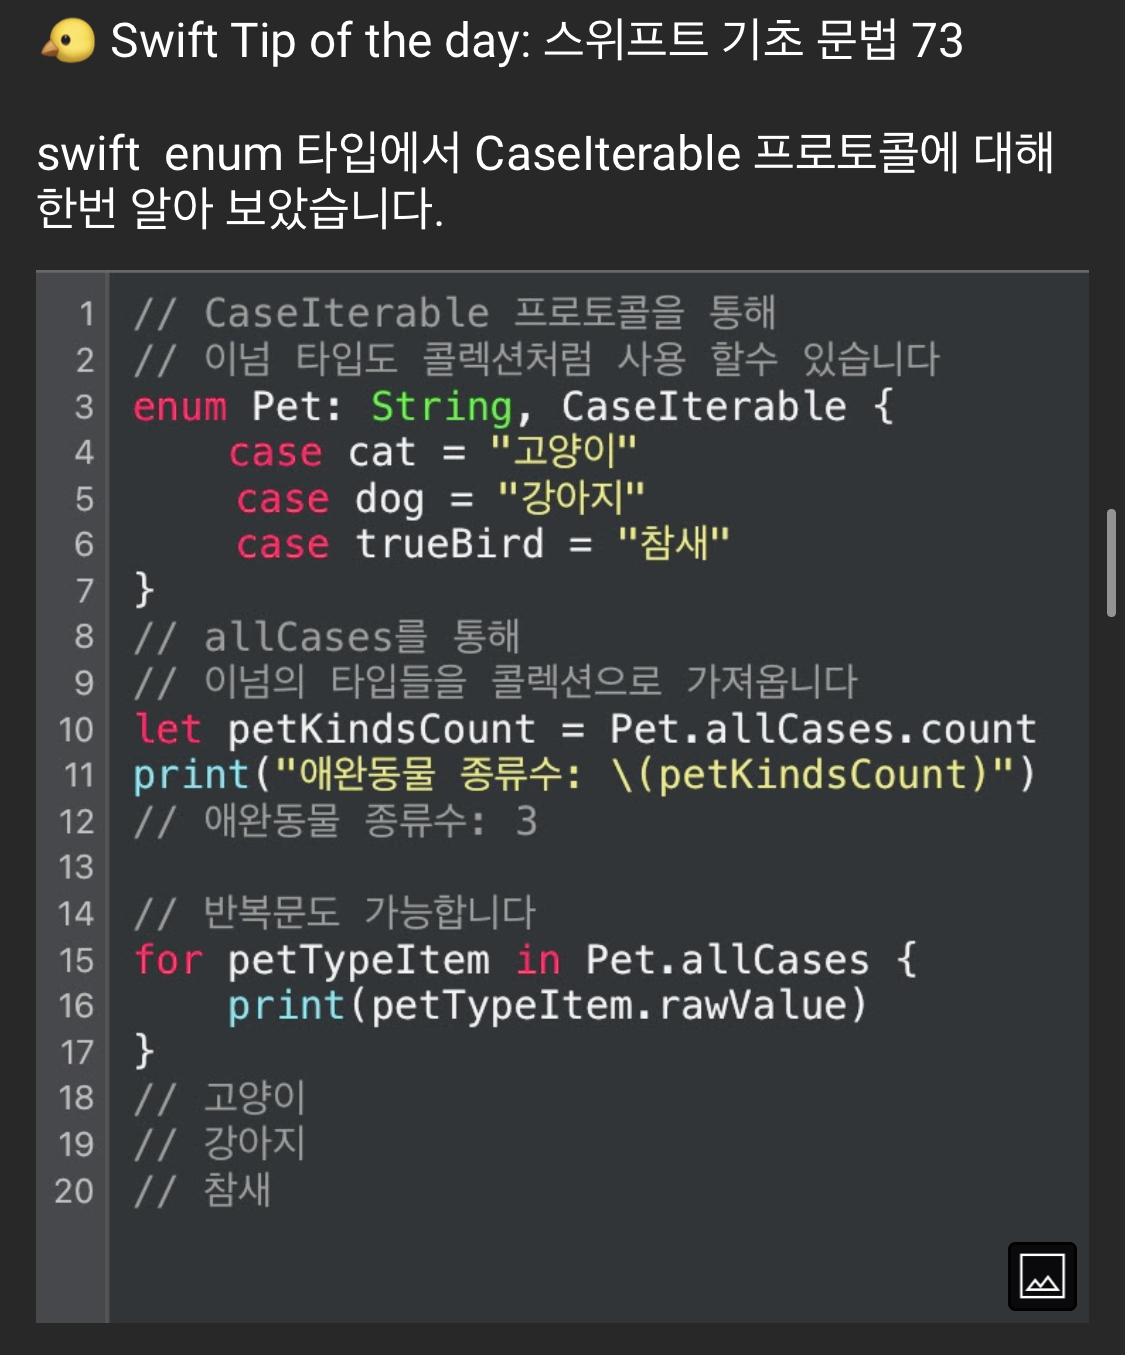 🐤 Swift Tip of the day: 스위프트 기초 문법 73
swift  enum 타입에서 CaseIterable 프로토콜에 대해
한번 알아 보았습니다.
1 // CaseIterable 프로토콜을 통해
2 // 이넘 타입도 콜렉션처럼 사용 할수 있습니다
3 enum Pet: String, CaseIterable {
4     case cat = "고양이"
5     case dog = "강아지"
6     case trueBird = "참새"
7 }
8 // allCases를 통해
9 // 이넘의 타입들을 콜렉션으로 가져옵니다
10 let petKindsCount = Pet.allCases.count
11 print("애완동물 종류수: \(petKindsCount)")
12 // 애완동물 종류수: 3
13
14 // 반복문도 가능합니다
15 for petTypeItem in Pet.allCases {
16     print(petTypeItem.rawValue)
17 }
18 // 고양이
19 // 강아지
20 // 참새